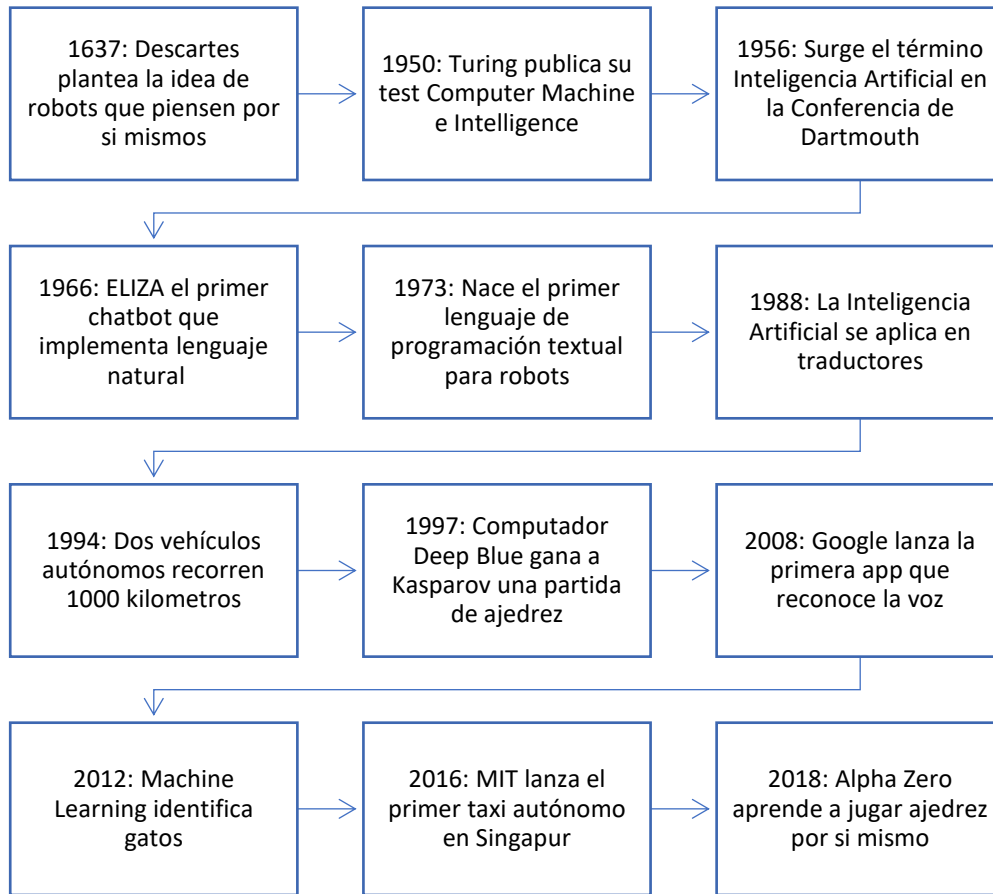 1637: Descartes
plantea la idea de
robots que piensen por
si mismos
1950: Turing publica su
test Computer Machine
e Intelligence
1956: Surge el término
Inteligencia Artificial en
la Conferencia de
Dartmouth
1966: ELIZA el primer
chatbot que
implementa lenguaje
natural
1973: Nace el primer
lenguaje de
programación textual
para robots
1988: La Inteligencia
Artificial se aplica en
traductores
1994: Dos vehículos
autónomos recorren
1000 kilometros
1997: Computador
Deep Blue gana a
Kasparov una partida
de ajedrez
2008: Google lanza la
primera app que
reconoce la voz
2012: Machine
Learning identifica
gatos
2016: MIT lanza el
primer taxi autónomo
en Singapur
2018: Alpha Zero
aprende a jugar ajedrez
por si mismo